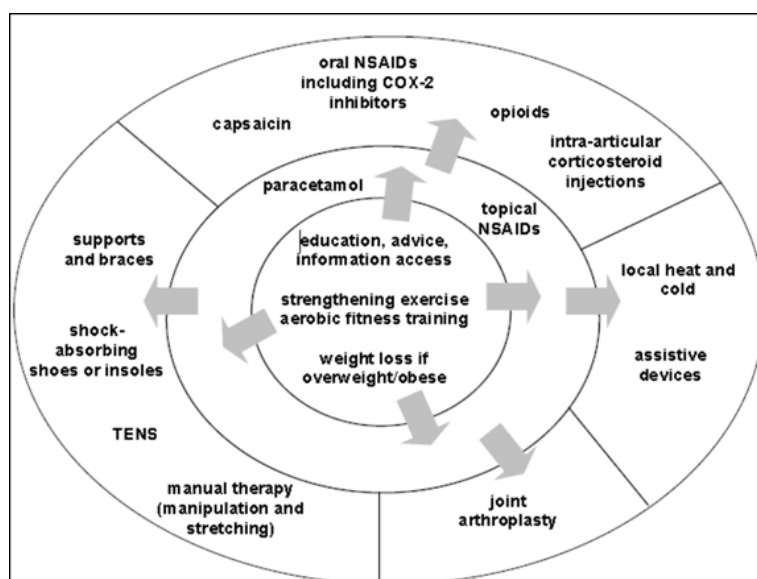 oral NSAIDs
including COX-2
inhibitors
capsaicin
opioids
intra-articular
corticosteroid
injections
paracetamol
topical
NSAIDs
education, advice,
information access
strengthening exercise
aerobic fitness training
weight loss if
overweight/obese
supports
and braces
shock-
absorbing
shoes or insoles
TENS
manual therapy
(manipulation and
stretching)
local heat and
cold
assistive
devices
joint
arthroplasty